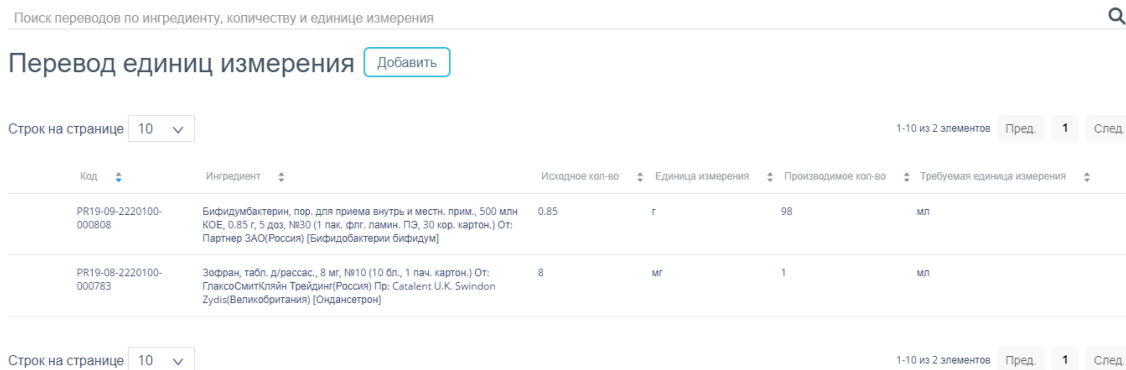 Поиск переводов по ингредиенту, количеству и единице измерения
Перевод единиц измерения Добавить
Строк на странице 10 1-10 из 2 элементов Пред. 1 След.
Код Ингредиент Исходное кол-во Единица измерения Производимое кол-во Требуемая единица измерения
PR19-09-2220100- Бифидумбактерин, пор. для приема внутрь и местн. прим., 500 млн 0.85 г 98 мл
000808 КОЕ, 0.85 г, 5 доз, №30 (1 пак. флг. ламин. ПЭ, 30 кор. картон.) От:
Партнер ЗАО(Россия) [Бифидобактерии бифидум]
PR19-08-2220100- Зофран, табл. д/рассас., 8 мг, №10 (10 бл., 1 пач. картон.) От: 8 мг 1 мл
000783 ГлаксоСмитКляйн Трейдинг(Россия) Пр: Catalent U.K. Swindon
Zydis(Великобритания) [Ондансетрон]
Строк на странице 10 1-10 из 2 элементов Пред. 1 След.